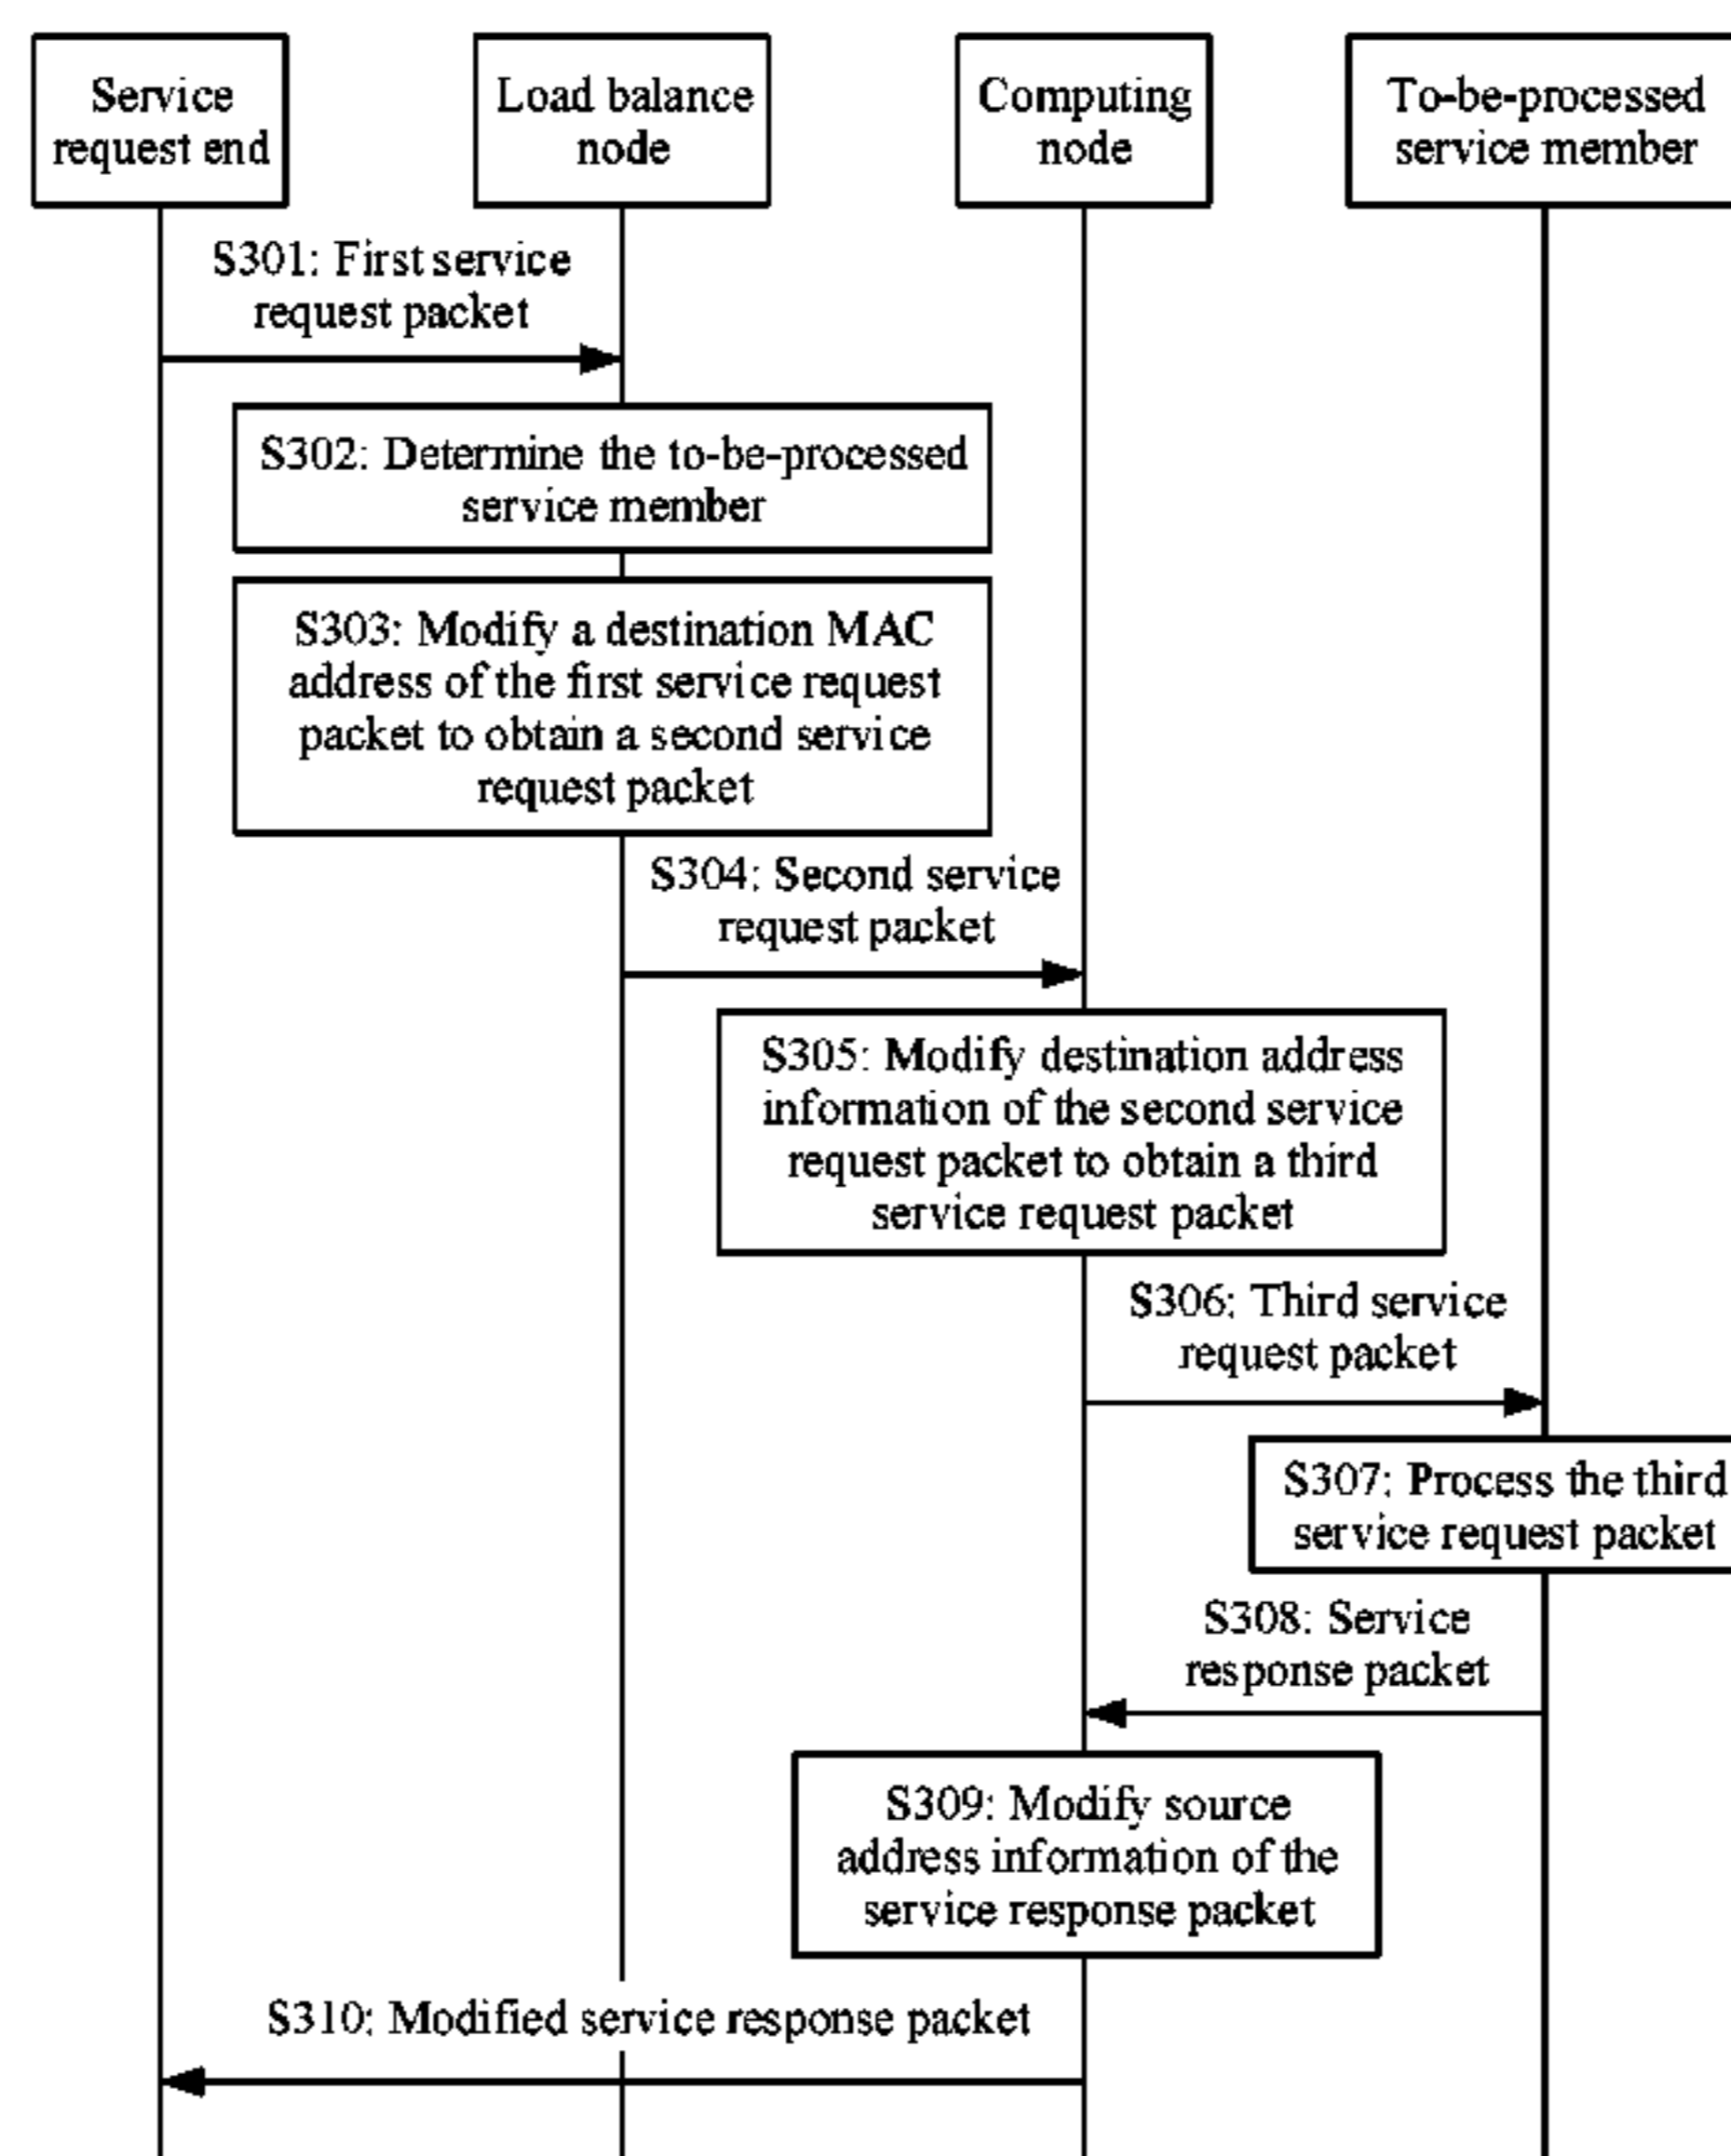 Service
request end
Load balance
node
Computing
node
To-be-processed
service member
S301: First service
request packet
S302: Determine the to-be-processed
service member
S303: Modify a destination MAC
address of the first service request
packet to obtain a second service
request packet
S304: Second service
request packet
S305: Modify destination address
information of the second service
request packet to obtain a third
service request packet
S306: Third service
request packet
S307: Process the third
service request packet
S308: Service
response packet
S309: Modify source
address information of the
service response packet
S310: Modified service response packet